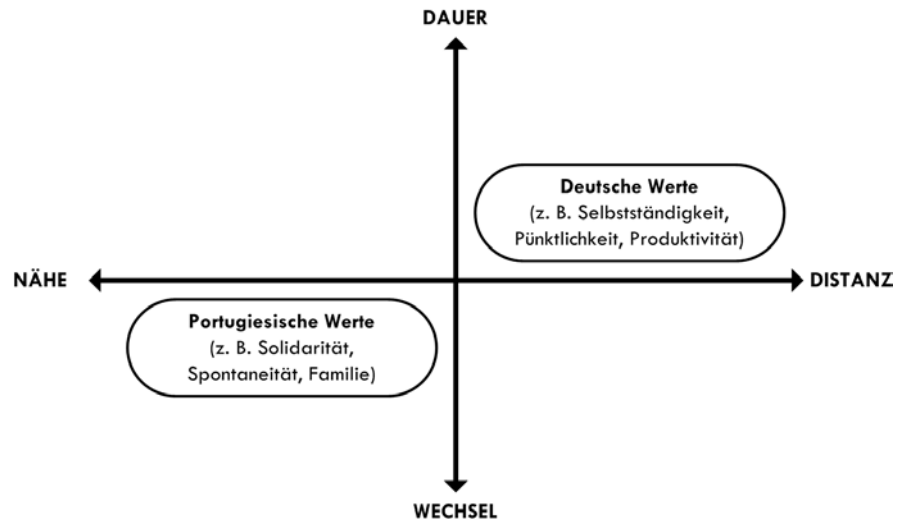 DAUER
Deutsche Werte
(z. B. Selbstständigkeit,
Pünktlichkeit, Produktivität)
NÄHE
DISTANZ
Portugiesische Werte
(z. B. Solidarität,
Spontaneität, Familie)
WECHSEL